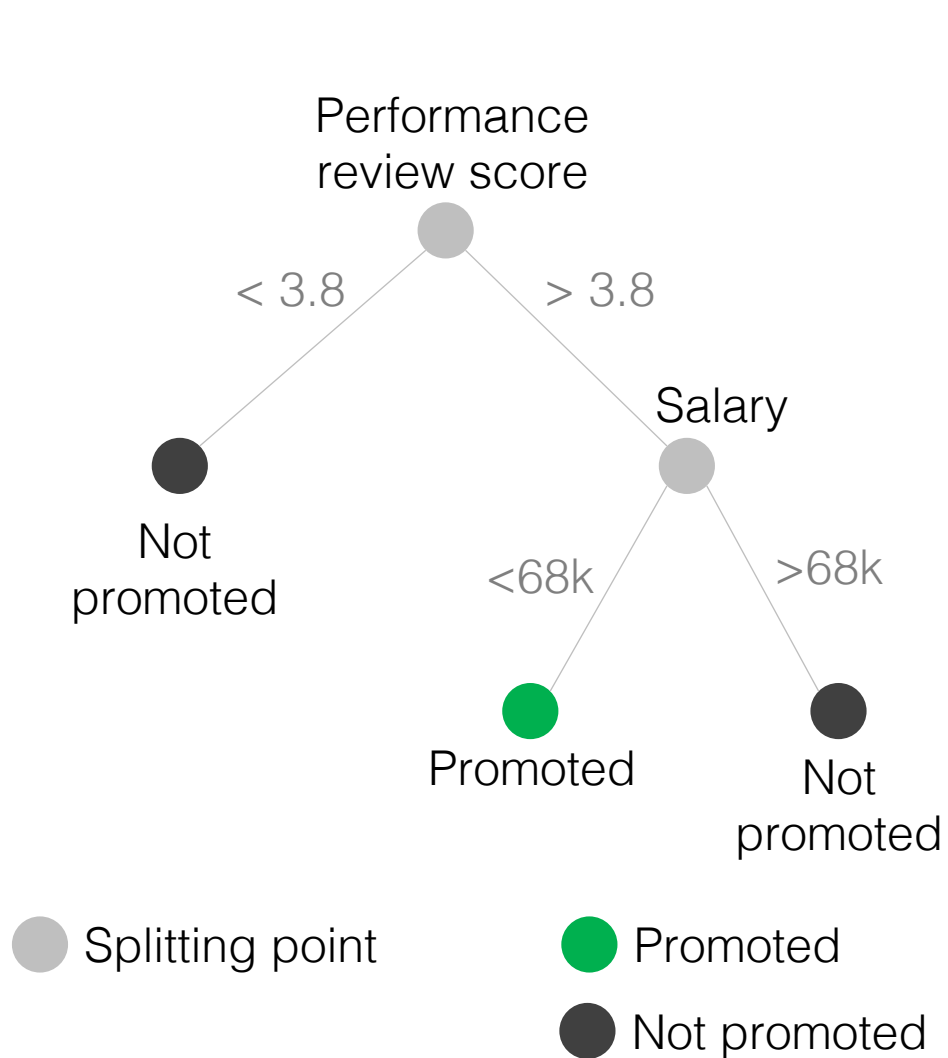 Performance
review score
< 3.8
> 3.8
Salary
Not
promoted
<68k
>68k
Promoted
Not
promoted
Splitting point
Promoted
Not promoted